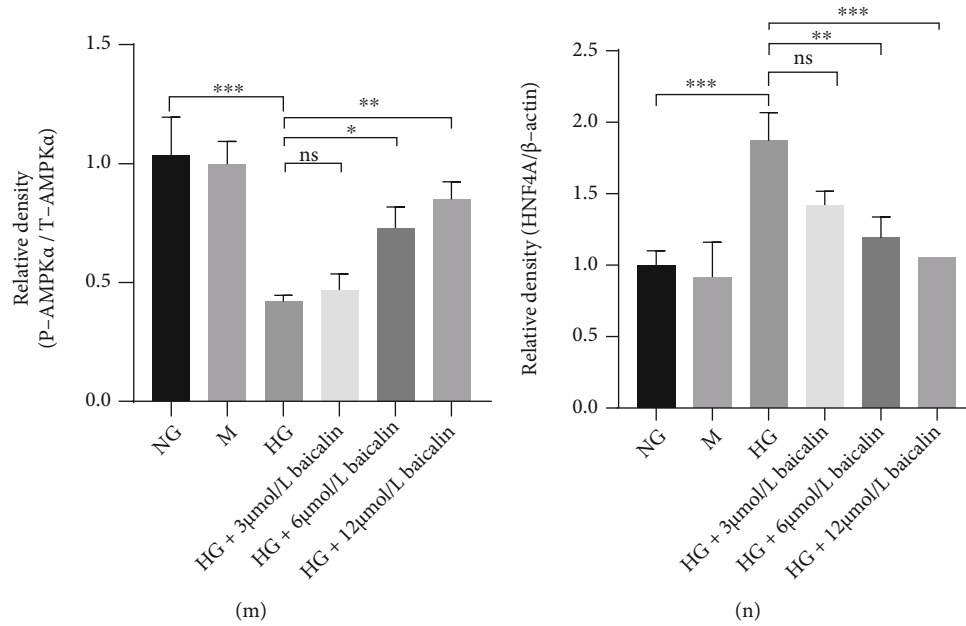 1.5
1.0
0.5
0.0
Relative density
(P–AMPKα / T–AMPKα)
***
**
*
ns
NG
M
HG
HG + 3μmol/L baicalin
HG + 6μmol/L baicalin
HG + 12μmol/L baicalin
(m)
2.5
2.0
1.5
1.0
0.5
0.0
Relative density (HNF4A/β–actin)
***
***
**
ns
NG
M
HG
HG + 3μmol/L baicalin
HG + 6μmol/L baicalin
HG + 12μmol/L baicalin
(n)